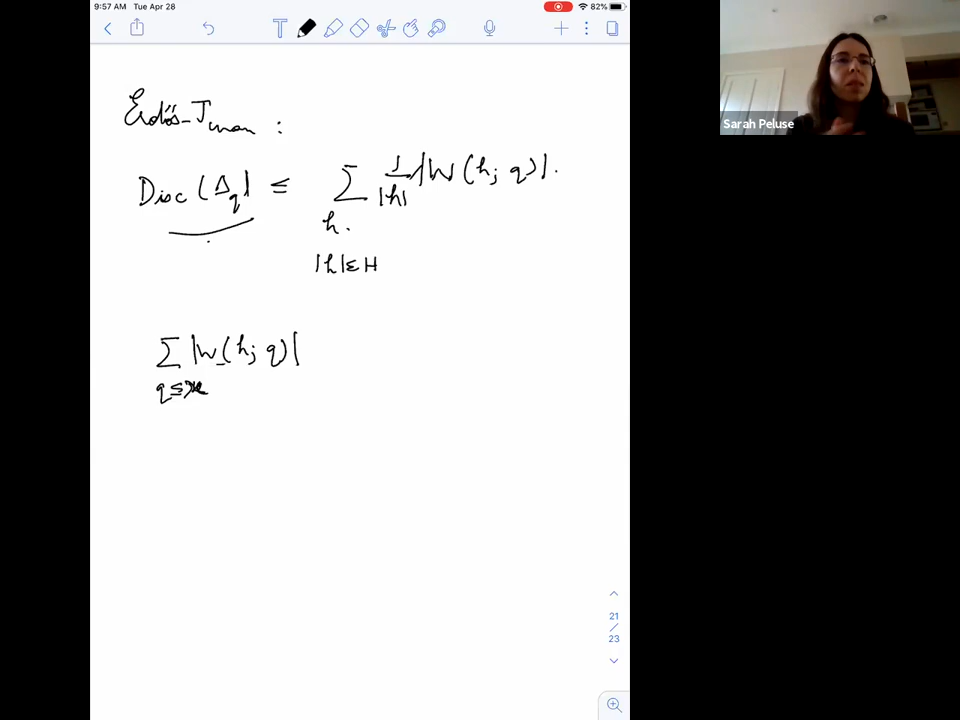 9:57 AM Tue Apr 28
82%
T
Erdős-Turan :
Disc (Δ_q) ≤ ∑ 1/|h| |W(h; q)|.
h.
|h| ≤ H
∑ |W(h; q)|
q ≤ x
21
/
23
Sarah Peluse